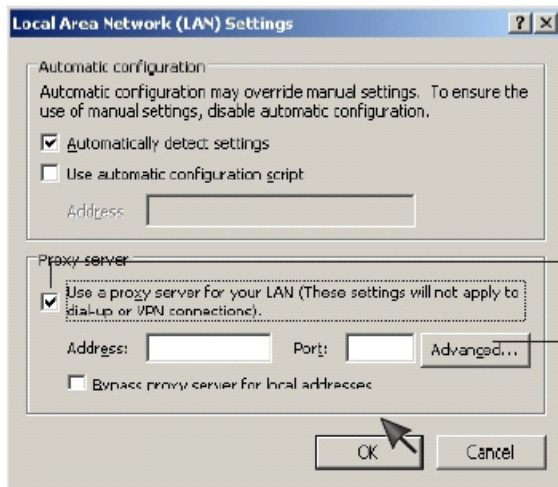 Local Area Network (LAN) Settings
Automatic configuration
Automatic configuration may override manual settings. To ensure the
use of manual settings, disable automatic configuration.
Automatically detect settings
Use automatic configuration script
Address
Proxy server
Use a proxy server for your LAN (These settings will not apply to
dial-up or VPN connections).
Address:
Port:
Advanced...
Bypass proxy server for local addresses
OK
Cancel